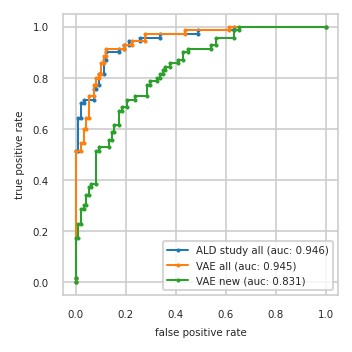 1.0
0.8
0.6
0.4
0.2
0.0
true positive rate
ALD study all (auc: 0.946)
VAE all (auc: 0.945)
VAE new (auc: 0.831)
0.0 0.2 0.4 0.6 0.8 1.0
false positive rate